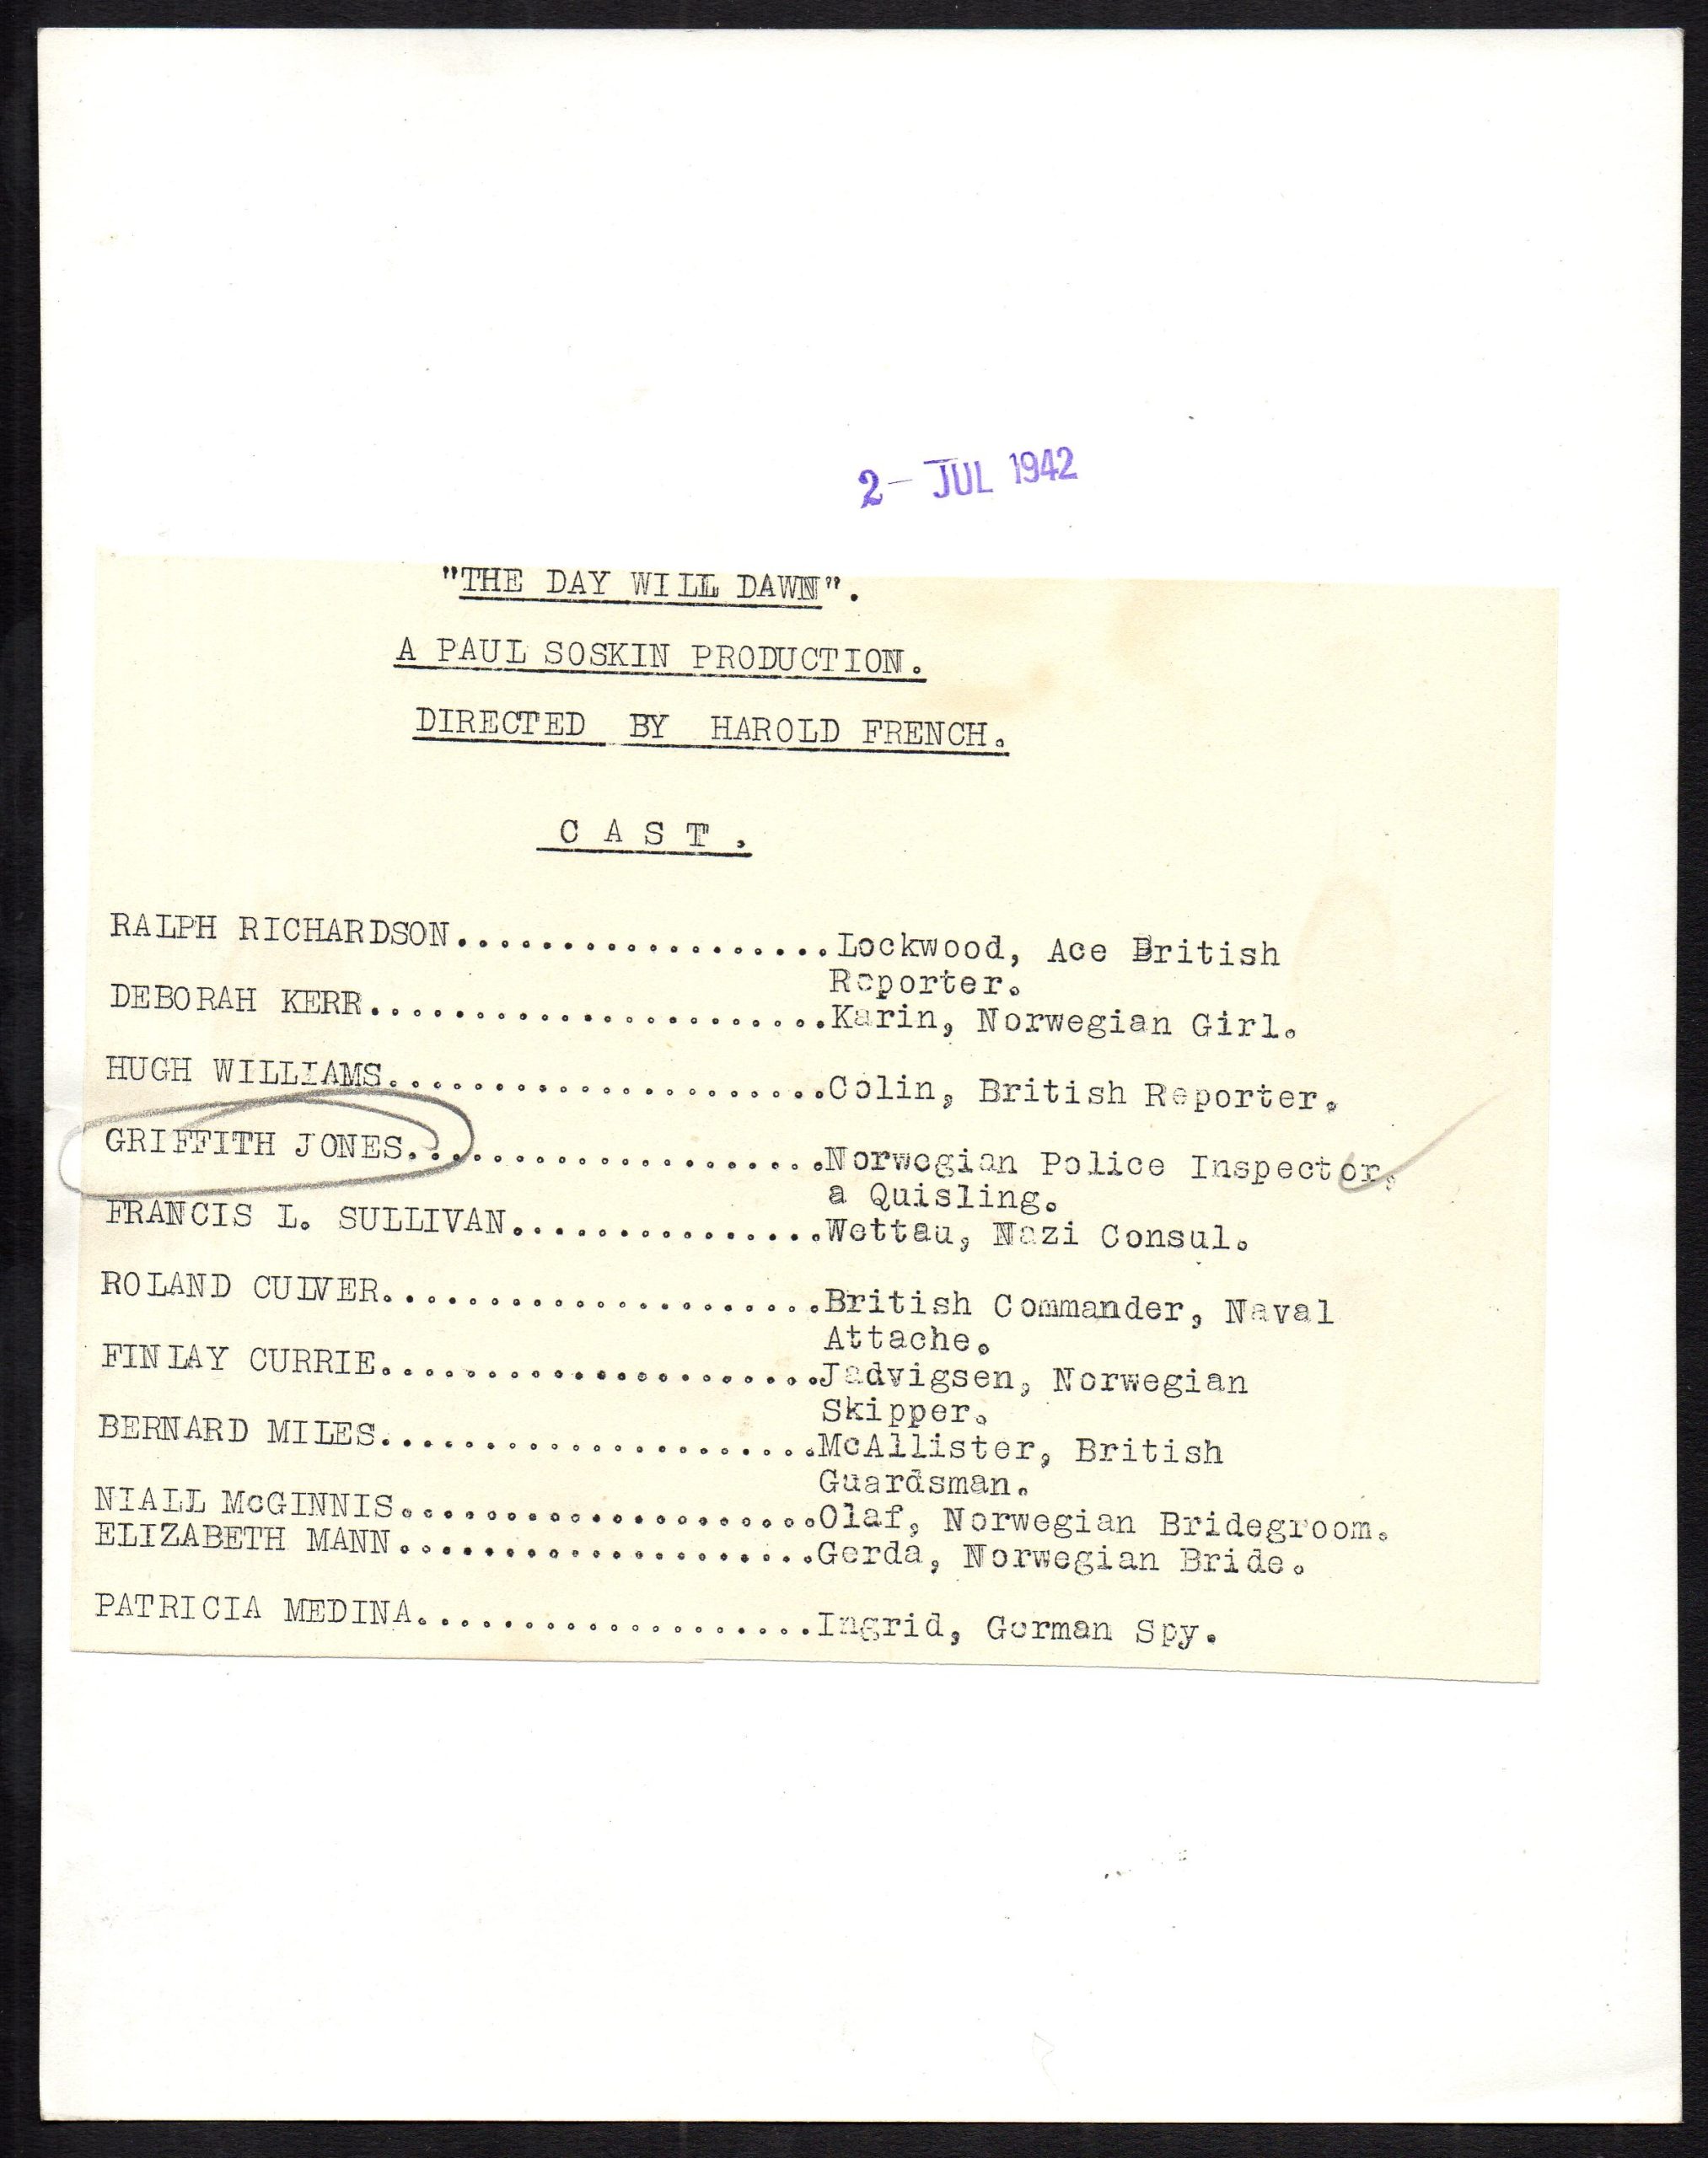 2- JUL 1942
"THE DAY WILL DAWN".
A PAUL SOSKIN PRODUCTION.
DIRECTED BY HAROLD FRENCH.
C A S T .
RALPH RICHARDSON..................Lockwood, Ace British
Reporter.
DEBORAH KERR......................Karin, Norwegian Girl.
HUGH WILLIAMS.....................Colin, British Reporter.
GRIFFITH JONES....................Norwegian Police Inspector,
a Quisling.
FRANCIS L. SULLIVAN...............Wettau, Nazi Consul.
ROLAND CULVER.....................British Commander, Naval
Attache.
FINLAY CURRIE.....................Jadvigsen, Norwegian
Skipper.
BERNARD MILES.....................McAllister, British
Guardsman.
NIALL McGINNIS....................Olaf, Norwegian Bridegroom.
ELIZABETH MANN....................Gerda, Norwegian Bride.
PATRICIA MEDINA...................Ingrid, German Spy.